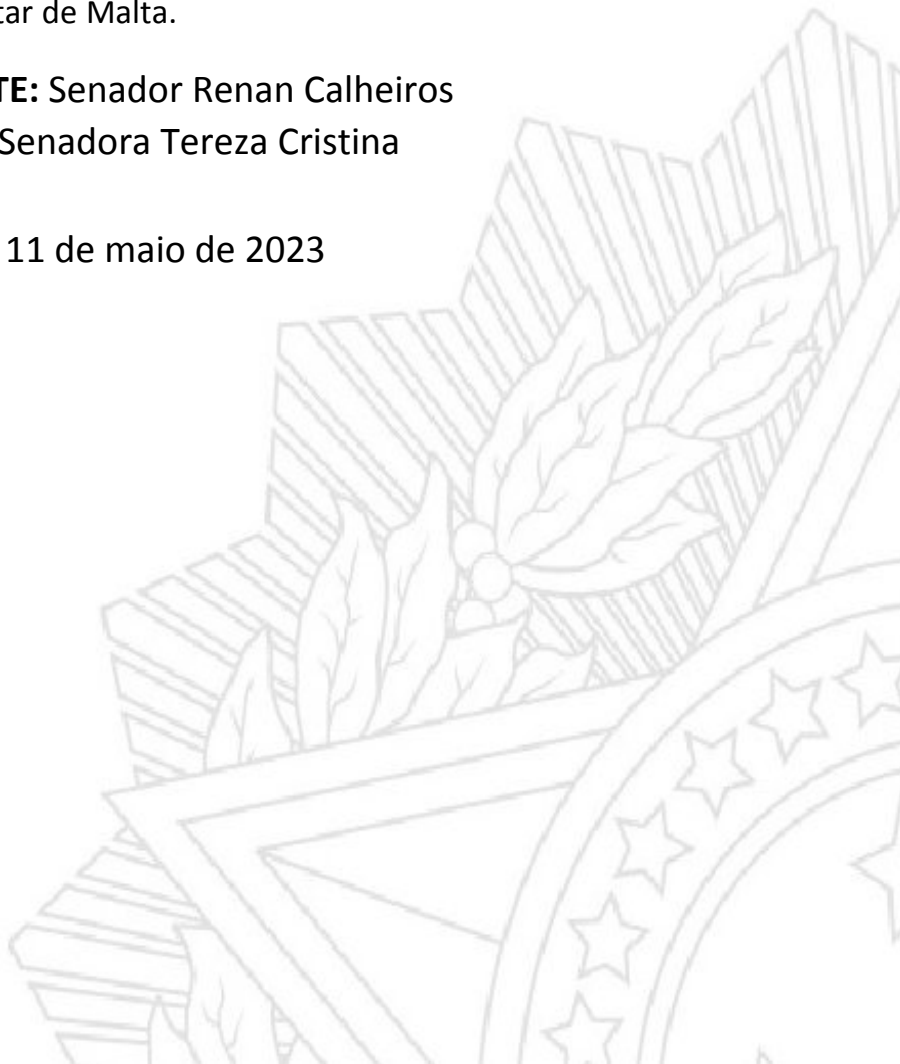 tar de Malta.
TE: Senador Renan Calheiros
Senadora Tereza Cristina
11 de maio de 2023